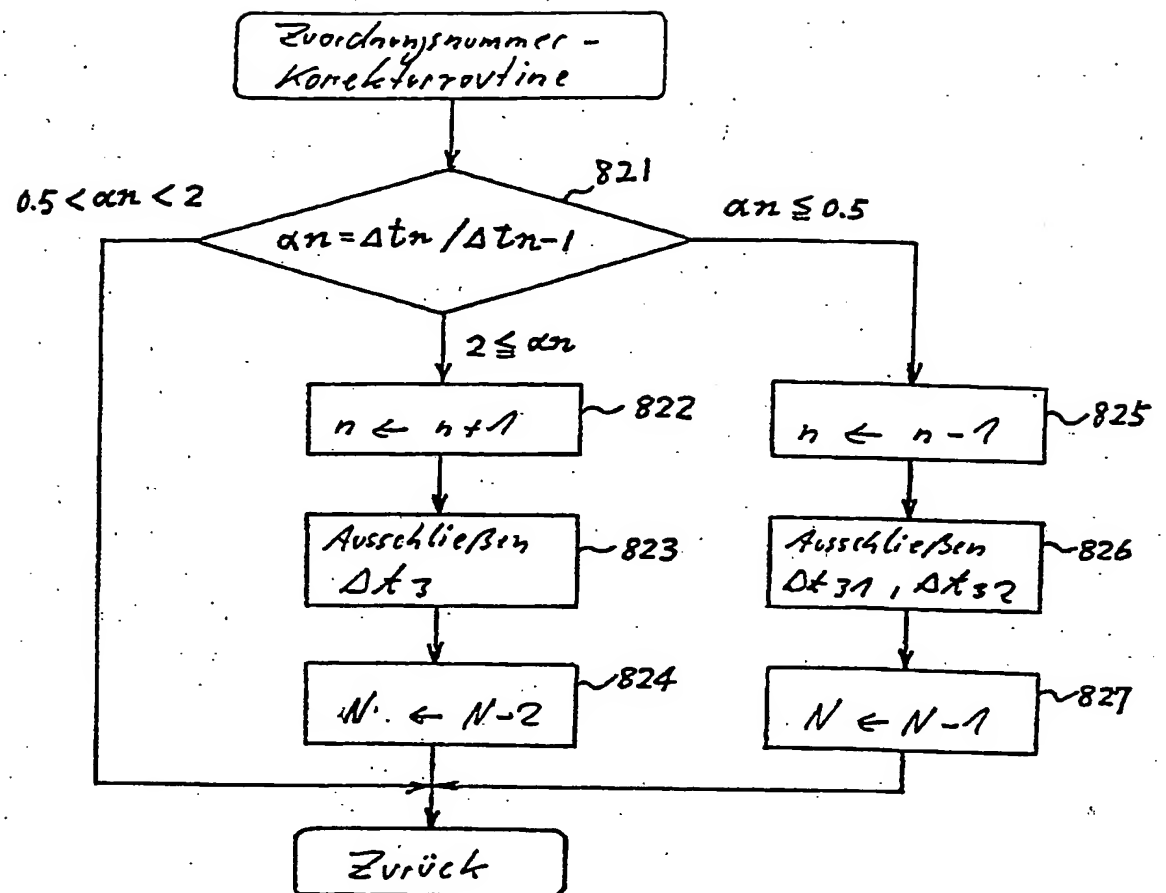 Zuordnungsnummer -
Korrekturroutine
821
0.5 < αn < 2
αn ≦ 0.5
αn = Δtn / Δtn-1
2 ≦ αn
n ← n+1
822
n ← n-1
825
Ausschließen
Δt3
823
Ausschließen
Δt31, Δt32
826
N ← N-2
824
N ← N-1
827
Zurück